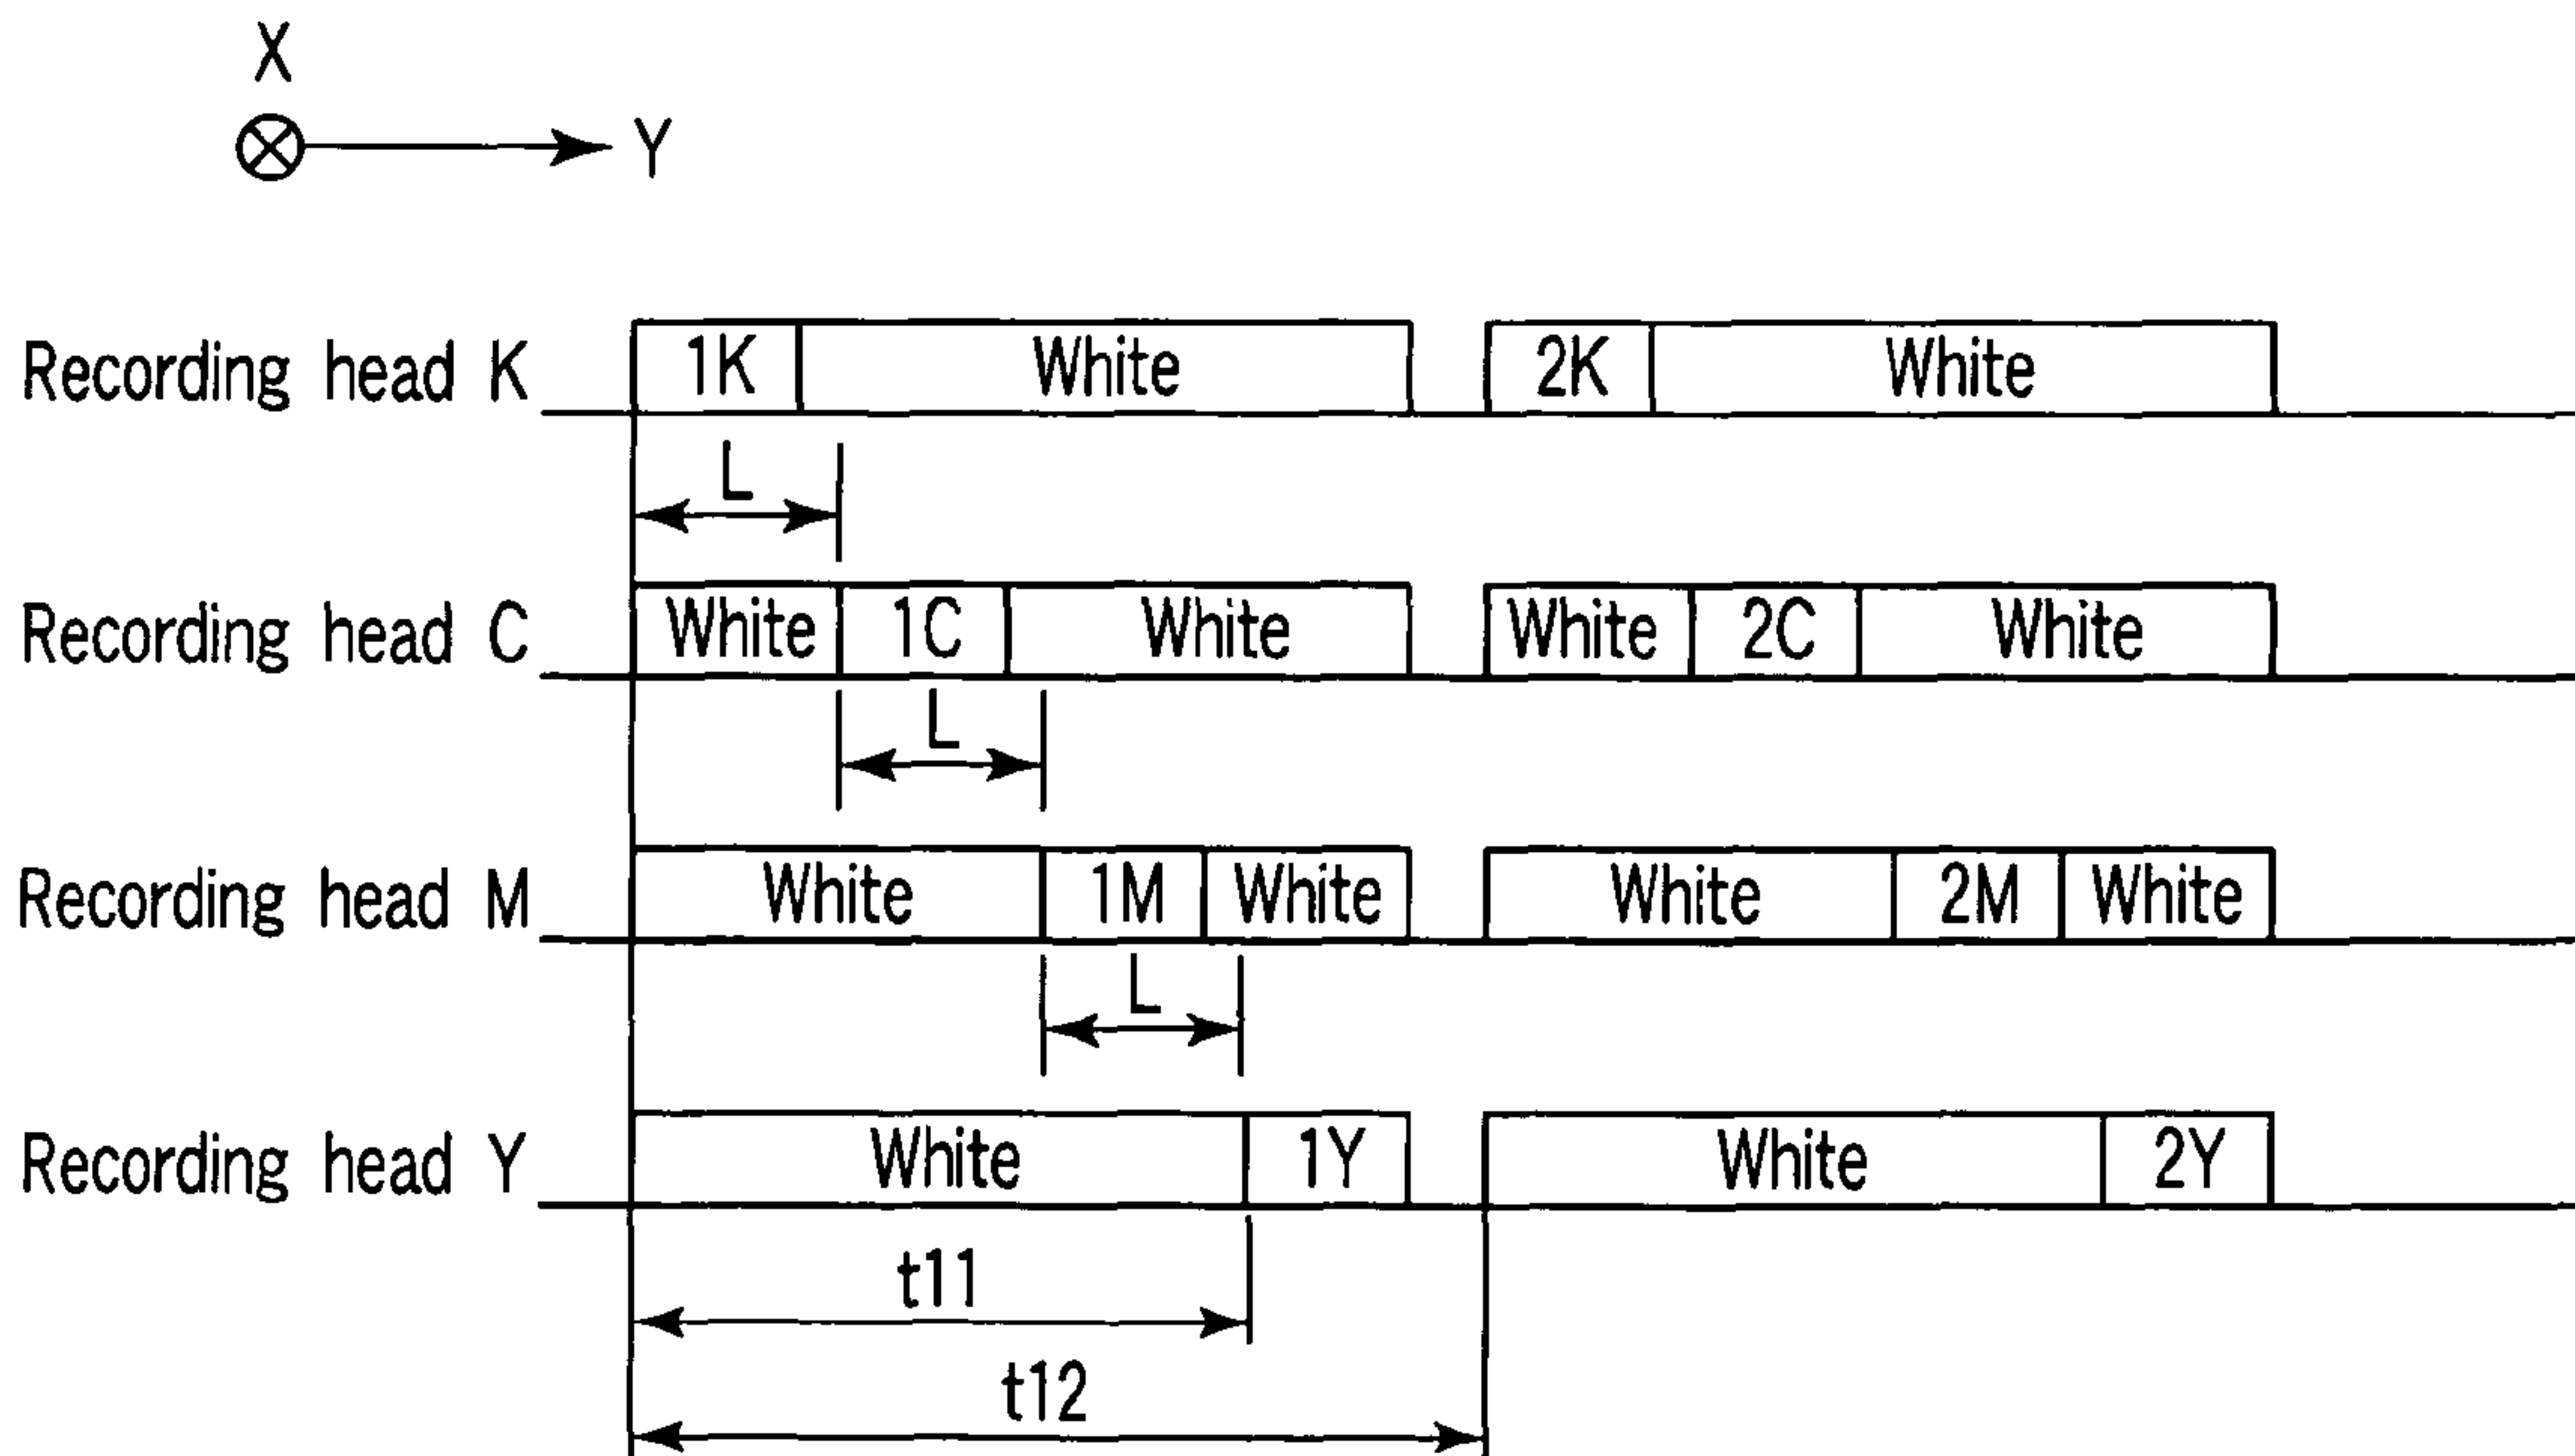 X
Y
Recording head K 1K White 2K White
L
Recording head C White 1C White White 2C White
L
Recording head M White 1M White White 2M White
L
Recording head Y White 1Y White 2Y
t11
t12